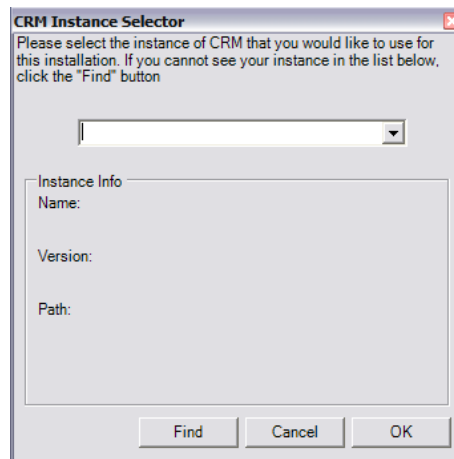 CRM Instance Selector
Please select the instance of CRM that you would like to use for
this installation. If you cannot see your instance in the list below,
click the "Find" button
Instance Info
Name:
Version:
Path:
Find Cancel OK